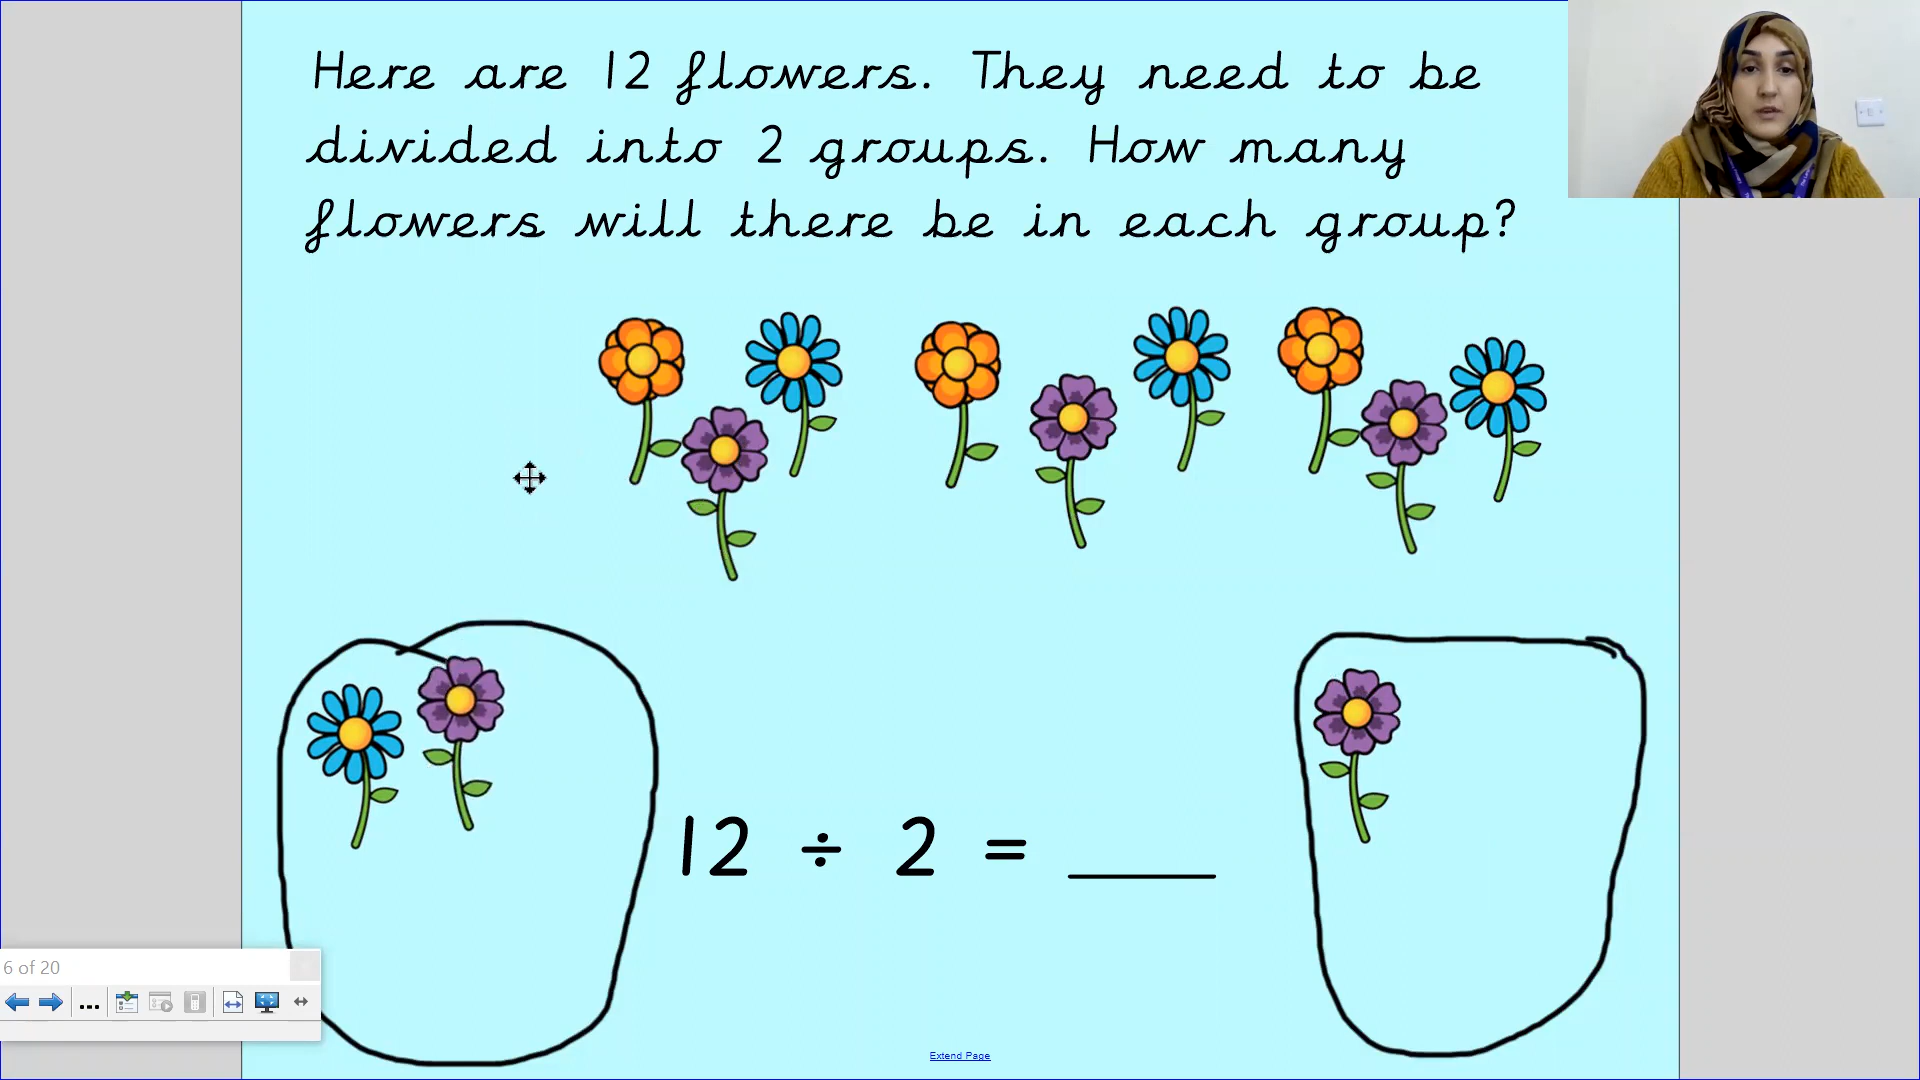 Here are 12 flowers. They need to be
divided into 2 groups. How many
flowers will there be in each group?
12 ÷ 2 = ____
6 of 20
...
Extend Page